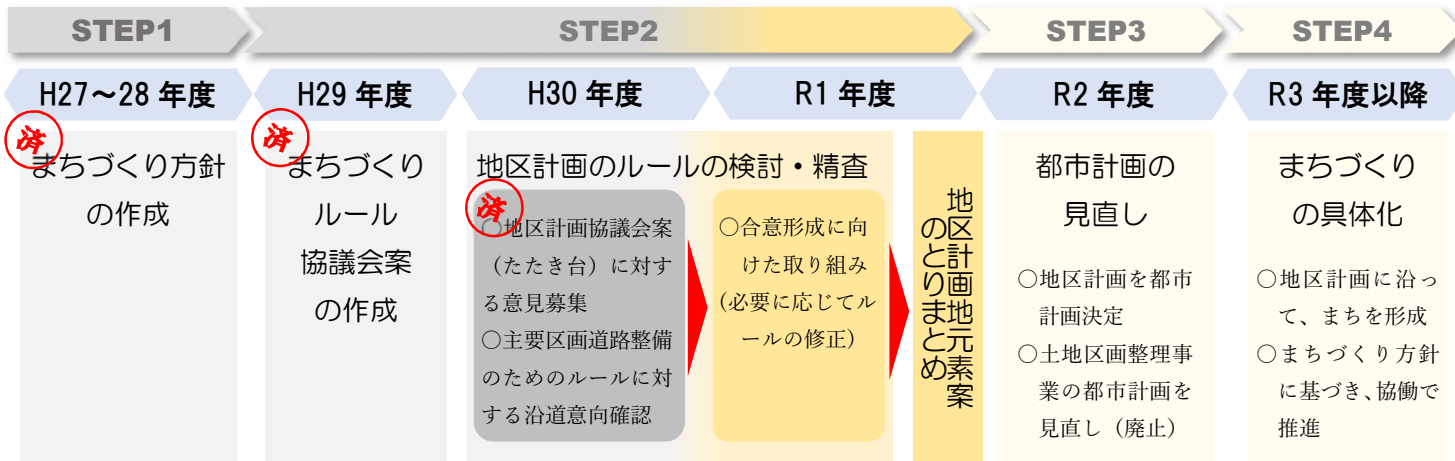 STEP1
STEP2
STEP3
STEP4
H27～28 年度
H29 年度
H30 年度
R1 年度
R2 年度
R3 年度以降
済
まちづくり方針
の作成
済
まちづくり
ルール
協議会案
の作成
地区計画のルールの検討・精査
済
○地区計画協議会案
（たたき台）に対す
る意見募集
○主要区画道路整備
のためのルールに対
する沿道意向確認
○合意形成に向
けた取り組み
(必要に応じてル
ールの修正)
地区計画地元素案
のとりまとめ
都市計画の
見直し
○地区計画を都市
計画決定
○土地区画整理事
業の都市計画を
見直し（廃止）
まちづくり
の具体化
○地区計画に沿っ
て、まちを形成
○まちづくり方針
に基づき、協働で
推進